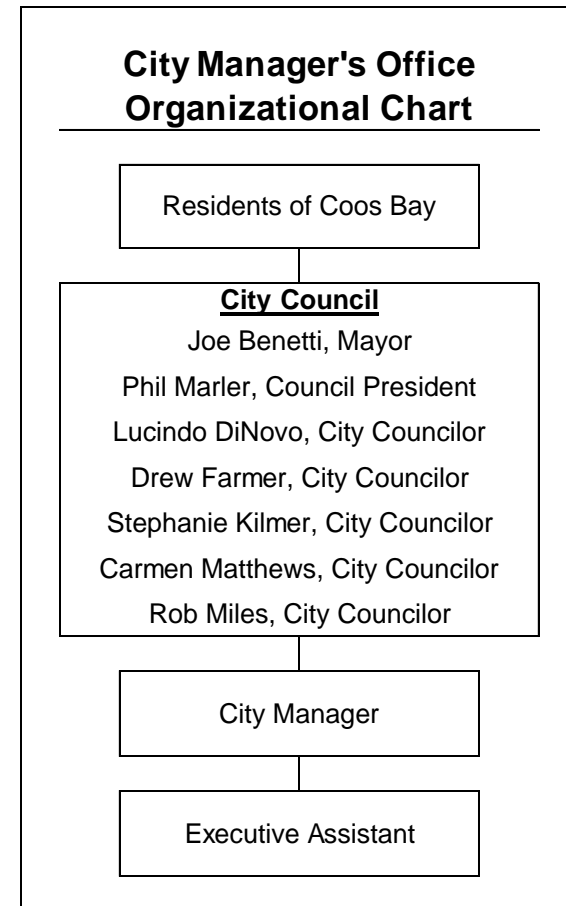 City Manager's Office
Organizational Chart
Residents of Coos Bay
City Council
Joe Benetti, Mayor
Phil Marler, Council President
Lucindo DiNovo, City Councilor
Drew Farmer, City Councilor
Stephanie Kilmer, City Councilor
Carmen Matthews, City Councilor
Rob Miles, City Councilor
City Manager
Executive Assistant